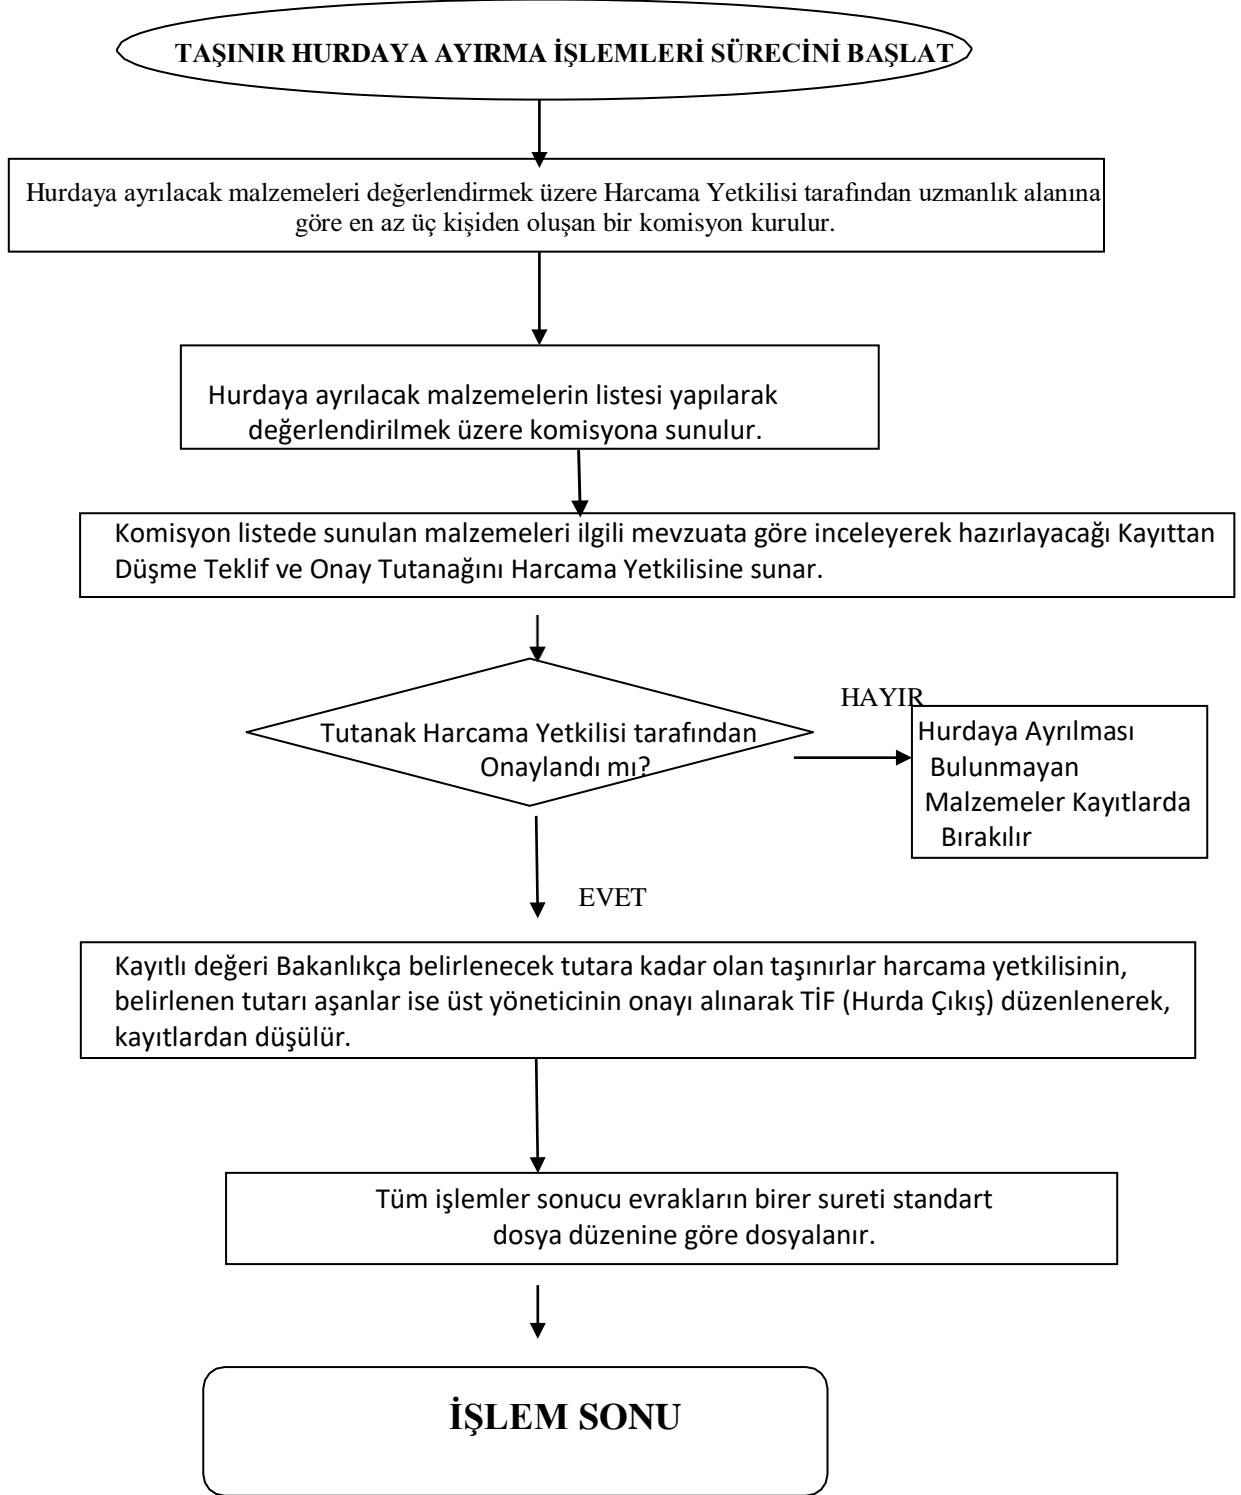 TAŞINIR HURDAYA AYIRMA İŞLEMLERİ SÜRECİNİ BAŞLAT
Hurdaya ayrılacak malzemeleri değerlendirmek üzere Harcama Yetkilisi tarafından uzmanlık alanına
göre en az üç kişiden oluşan bir komisyon kurulur.
Hurdaya ayrılacak malzemelerin listesi yapılarak
değerlendirilmek üzere komisyona sunulur.
Komisyon listede sunulan malzemeleri ilgili mevzuata göre inceleyerek hazırlayacağı Kayıttan
Düşme Teklif ve Onay Tutanağını Harcama Yetkilisine sunar.
Tutanak Harcama Yetkilisi tarafından
Onaylandı mı?
HAYIR
Hurdaya Ayrılması
Bulunmayan
Malzemeler Kayıtlarda
Bırakılır
EVET
Kayıtlı değeri Bakanlıkça belirlenecek tutara kadar olan taşınırlar harcama yetkilisinin,
belirlenen tutarı aşanlar ise üst yöneticinin onayı alınarak TİF (Hurda Çıkış) düzenlenerek,
kayıtlardan düşülür.
Tüm işlemler sonucu evrakların birer sureti standart
dosya düzenine göre dosyalanır.
İŞLEM SONU